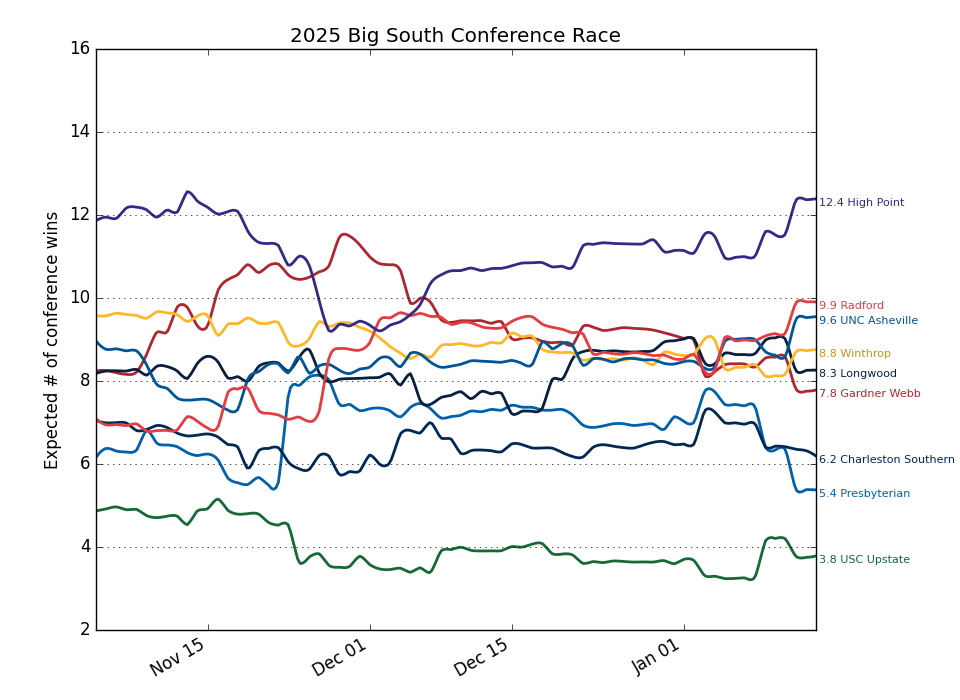 2025 Big South Conference Race
Expected # of conference wins
16
14
12
10
8
6
4
2
Nov 15
Dec 01
Dec 15
Jan 01
12.4 High Point
9.9 Radford
9.6 UNC Asheville
8.8 Winthrop
8.3 Longwood
7.8 Gardner Webb
6.2 Charleston Southern
5.4 Presbyterian
3.8 USC Upstate